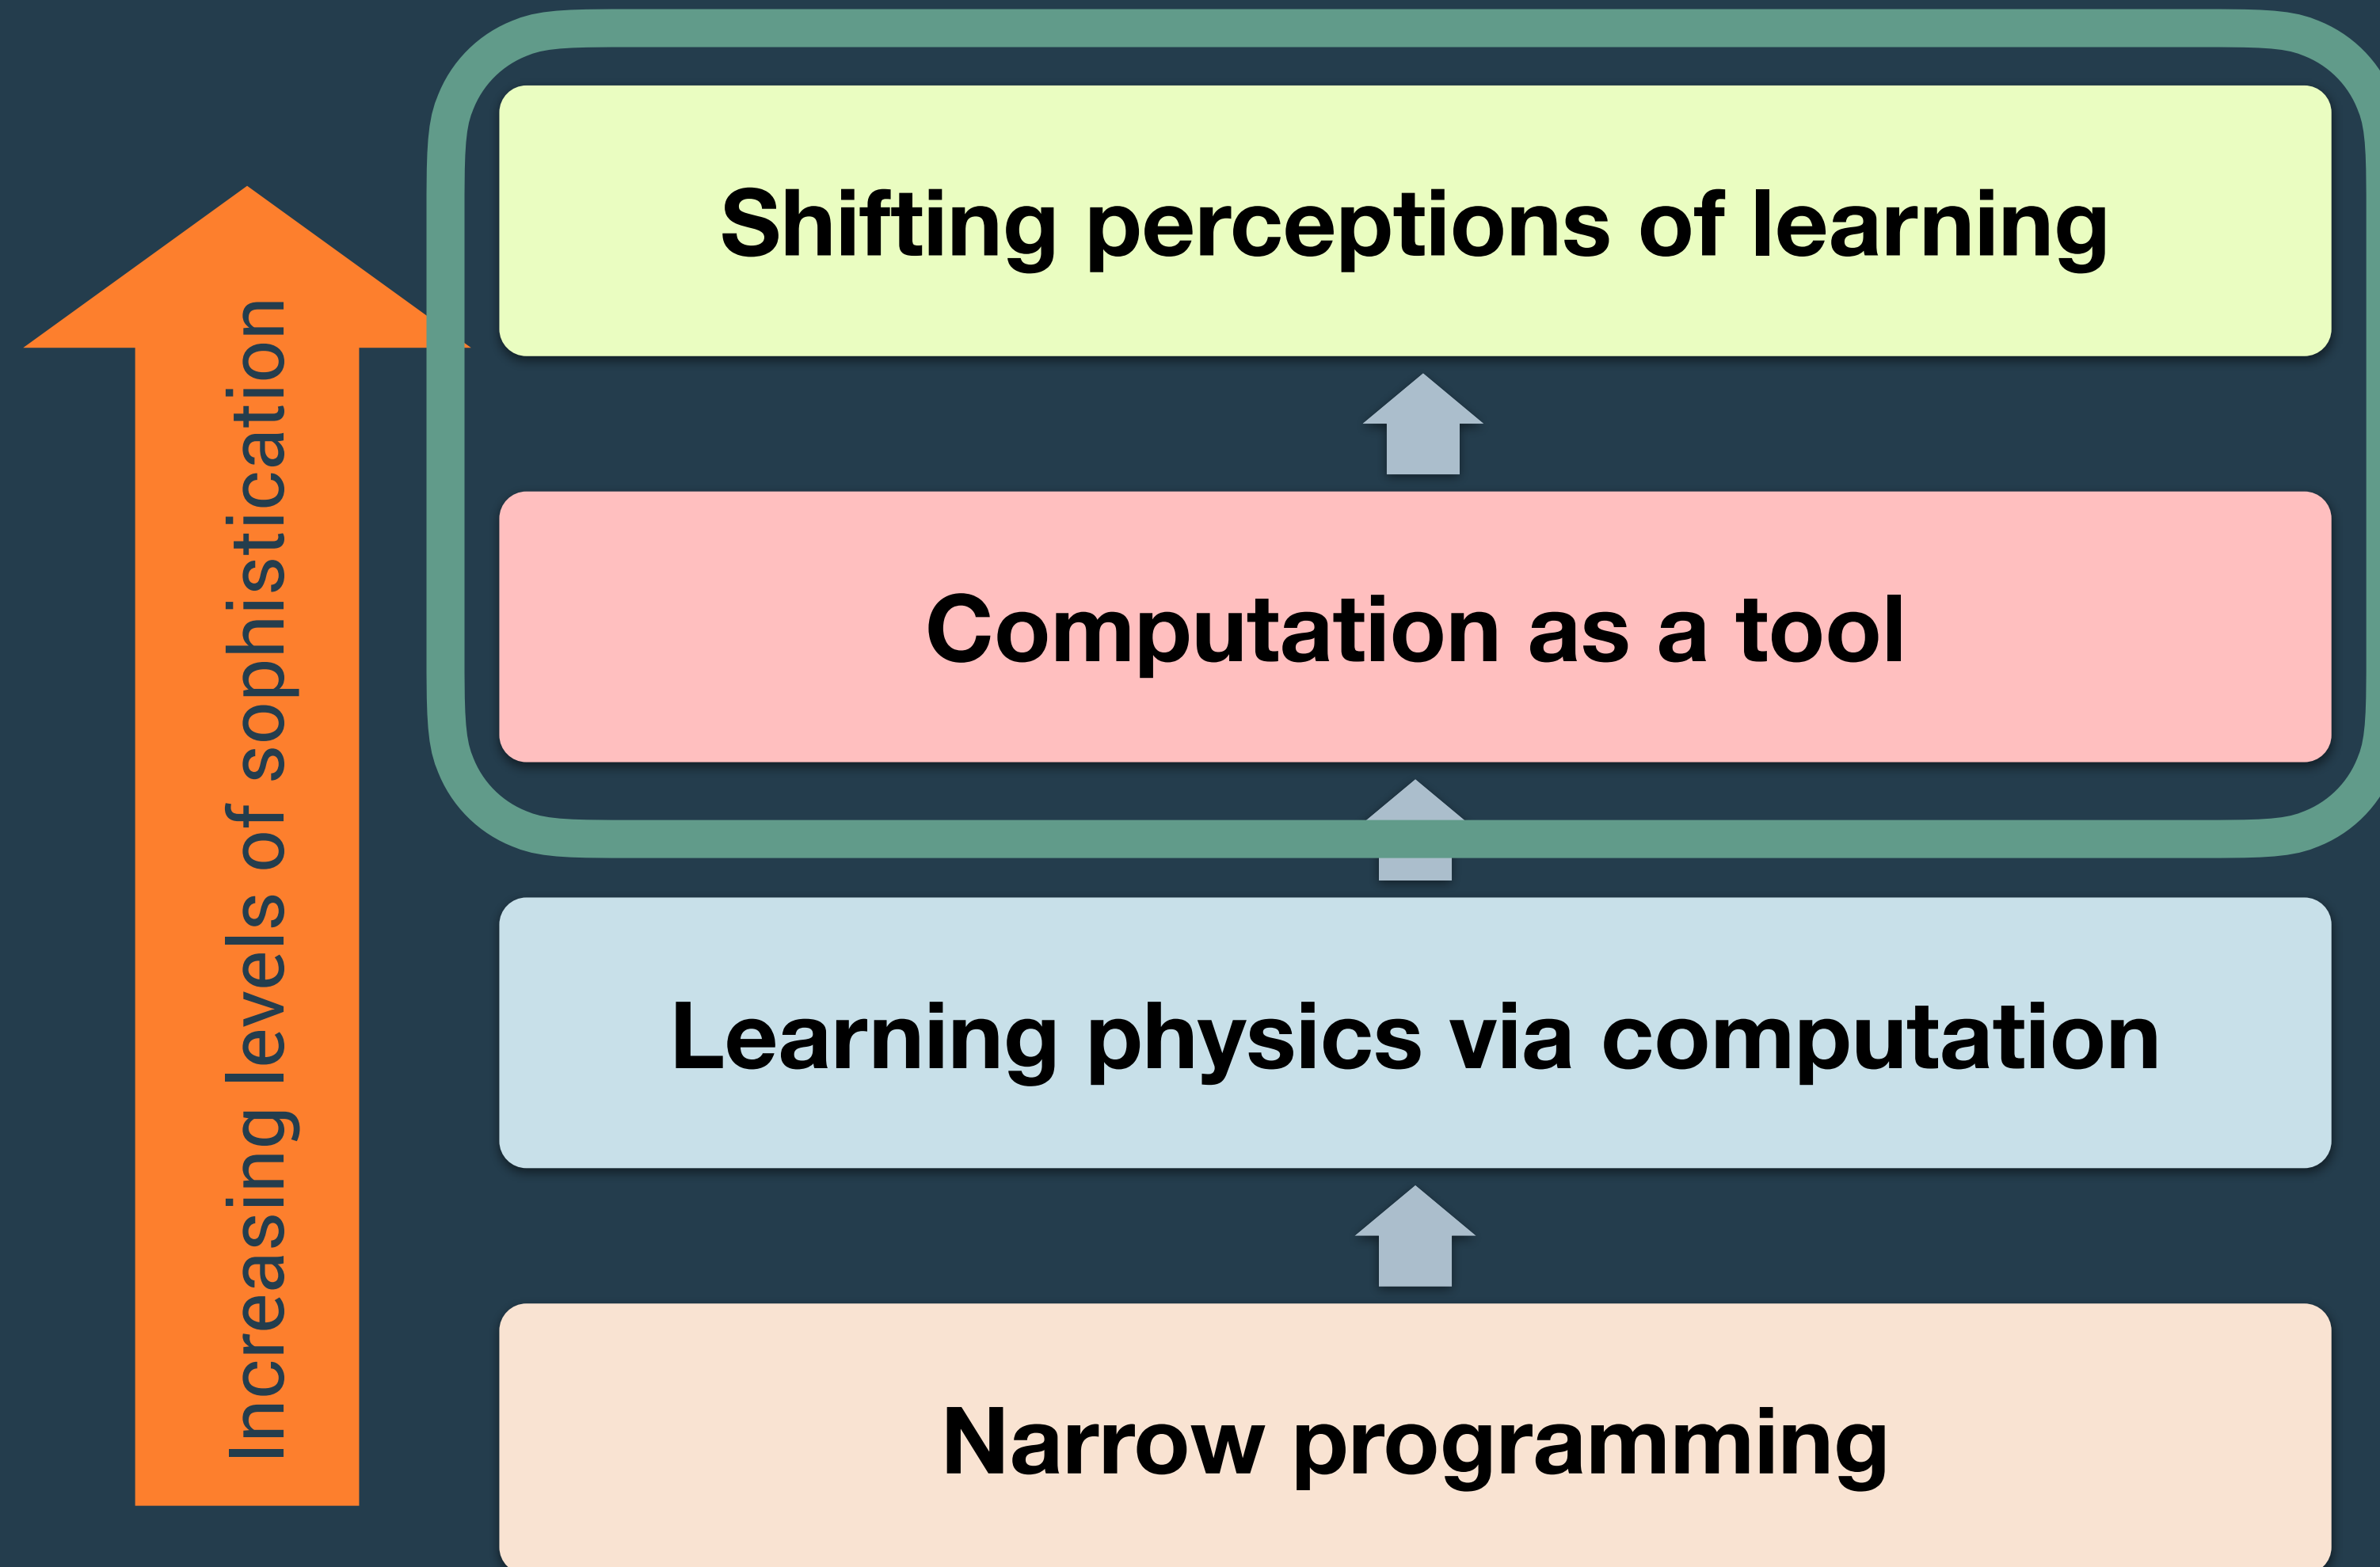 Increasing levels of sophistication
Shifting perceptions of learning
Computation as a tool
Learning physics via computation
Narrow programming